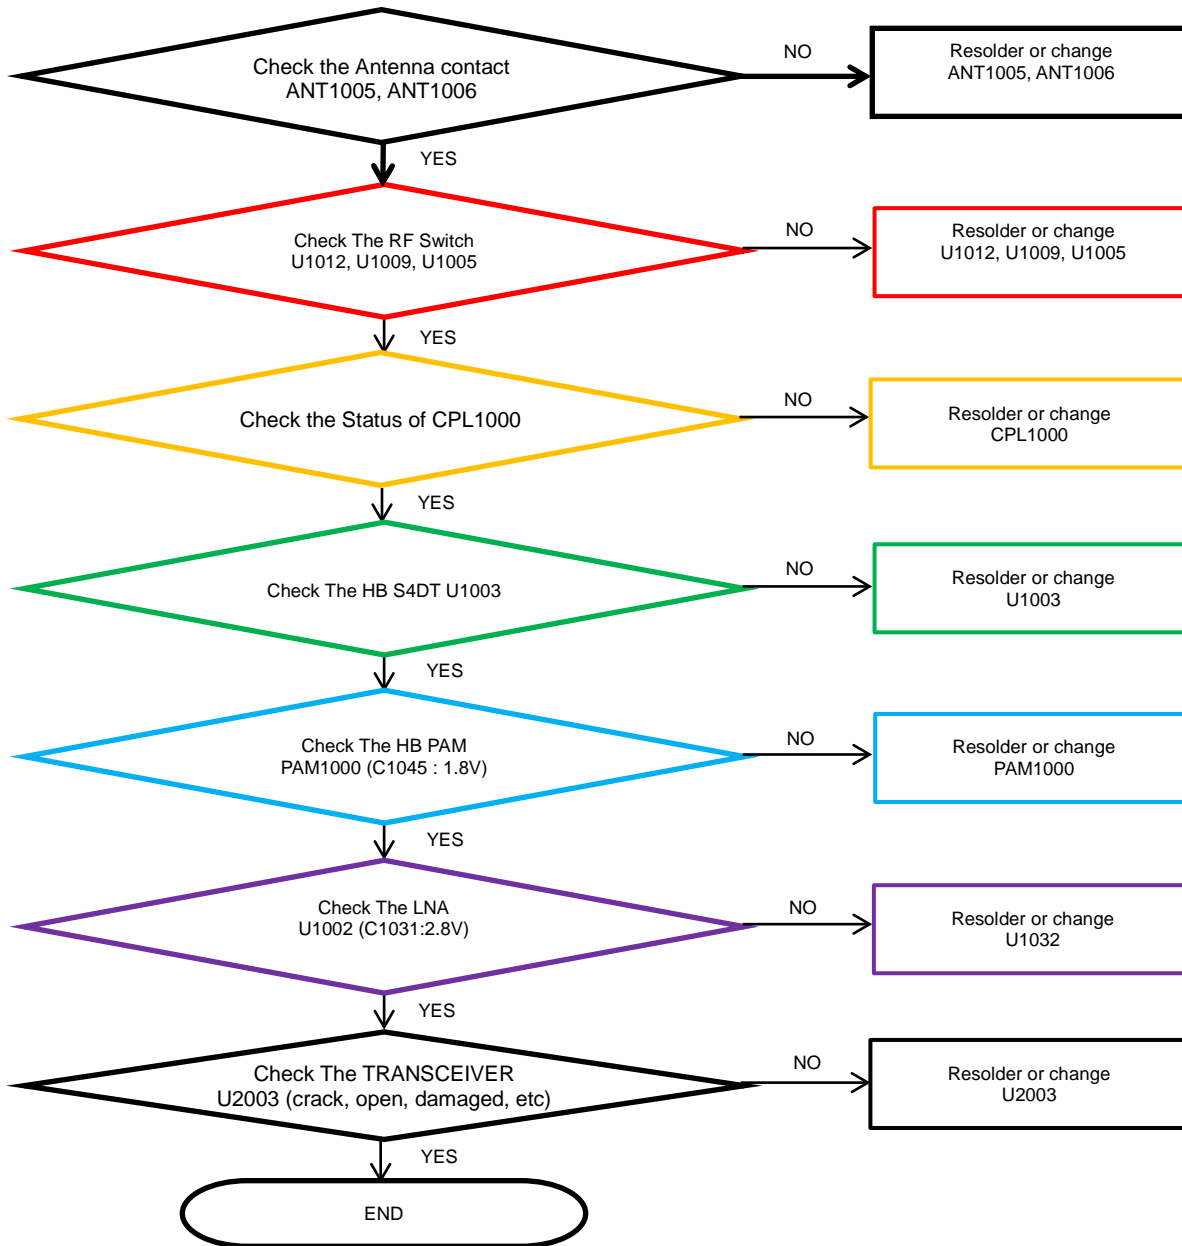 Check the Antenna contact
ANT1005, ANT1006
NO
Resolder or change
ANT1005, ANT1006
YES
Check The RF Switch
U1012, U1009, U1005
NO
Resolder or change
U1012, U1009, U1005
YES
Check the Status of CPL1000
NO
Resolder or change
CPL1000
YES
Check The HB S4DT U1003
NO
Resolder or change
U1003
YES
Check The HB PAM
PAM1000 (C1045 : 1.8V)
NO
Resolder or change
PAM1000
YES
Check The LNA
U1002 (C1031:2.8V)
NO
Resolder or change
U1032
YES
Check The TRANSCEIVER
U2003 (crack, open, damaged, etc)
NO
Resolder or change
U2003
YES
END